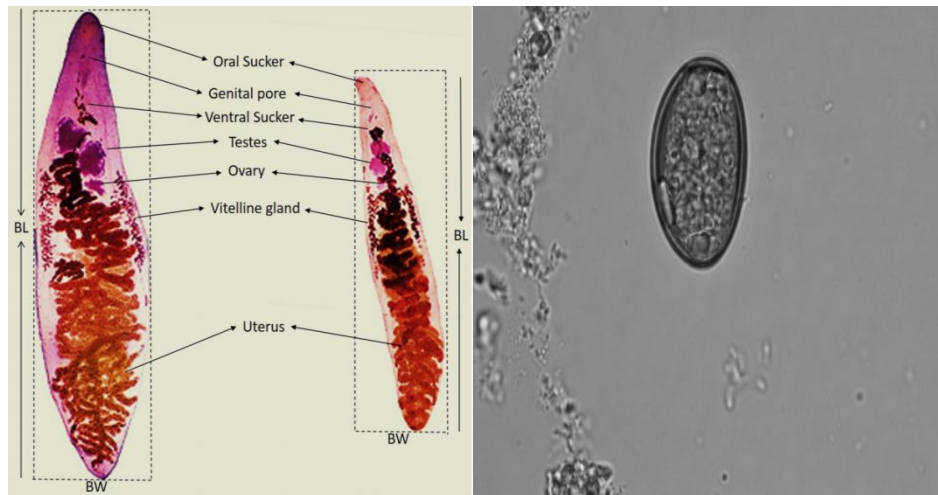 Oral Sucker
Genital pore
Ventral Sucker
Testes
Ovary
Vitelline gland
BL
BL
Uterus
BW
BW